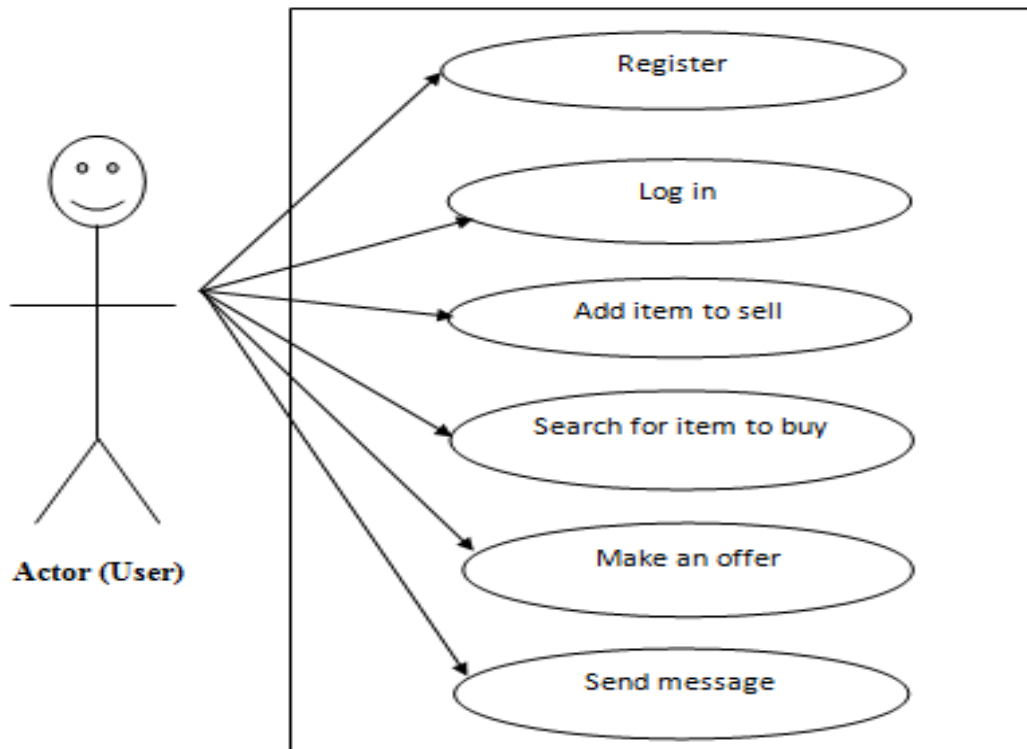 Register
Log in
Add item to sell
Search for item to buy
Make an offer
Actor (User)
Send message